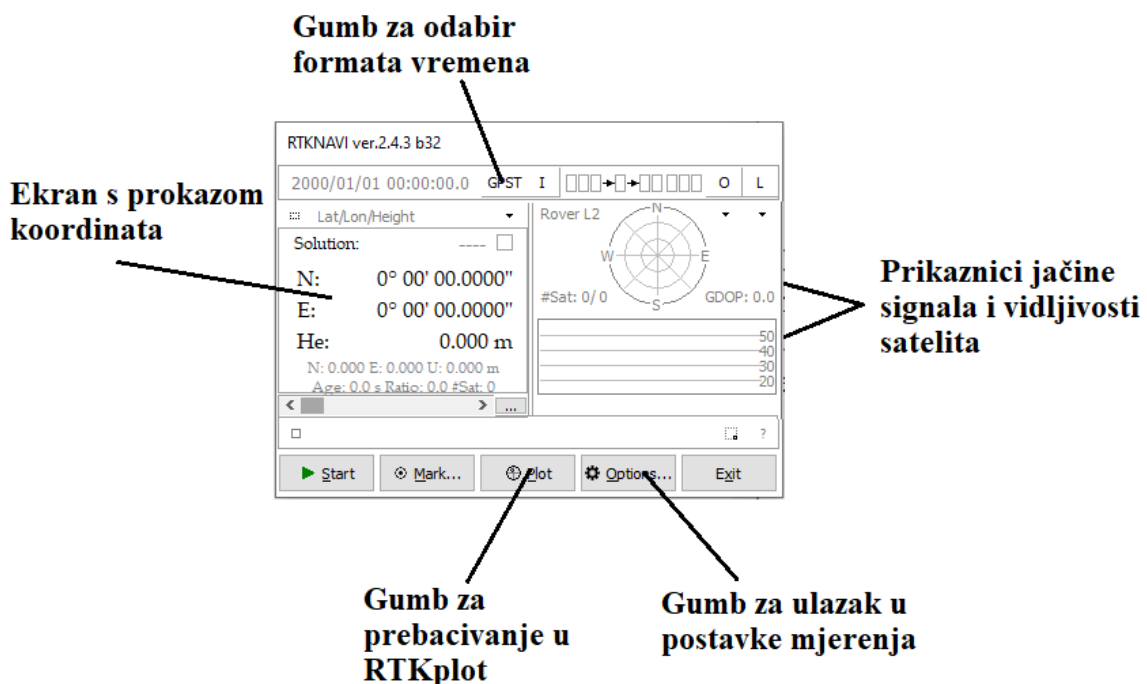 Gumb za odabir
formata vremena
RTKNAVI ver.2.4.3 b32
2000/01/01 00:00:00.0 GPST I O L
Ekran s prokazom
koordinata
Lat/Lon/Height
Solution: ----
N: 0° 00' 00.0000"
E: 0° 00' 00.0000"
He: 0.000 m
N: 0.000 E: 0.000 U: 0.000 m
Age: 0.0 s Ratio: 0.0 #Sat: 0
...
Rover L2
N
W E
S
#Sat: 0/ 0 GDOP: 0.0
50
40
30
20
Prikaznici jačine
signala i vidljivosti
satelita
?
Start Mark... Plot Options... Exit
Gumb za
prebacivanje u
RTKplot
Gumb za ulazak u
postavke mjerenja